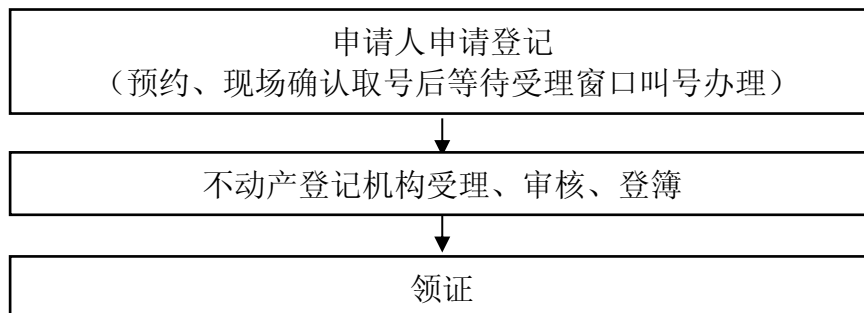 申请人申请登记
（预约、现场确认取号后等待受理窗口叫号办理）
不动产登记机构受理、审核、登簿
领证